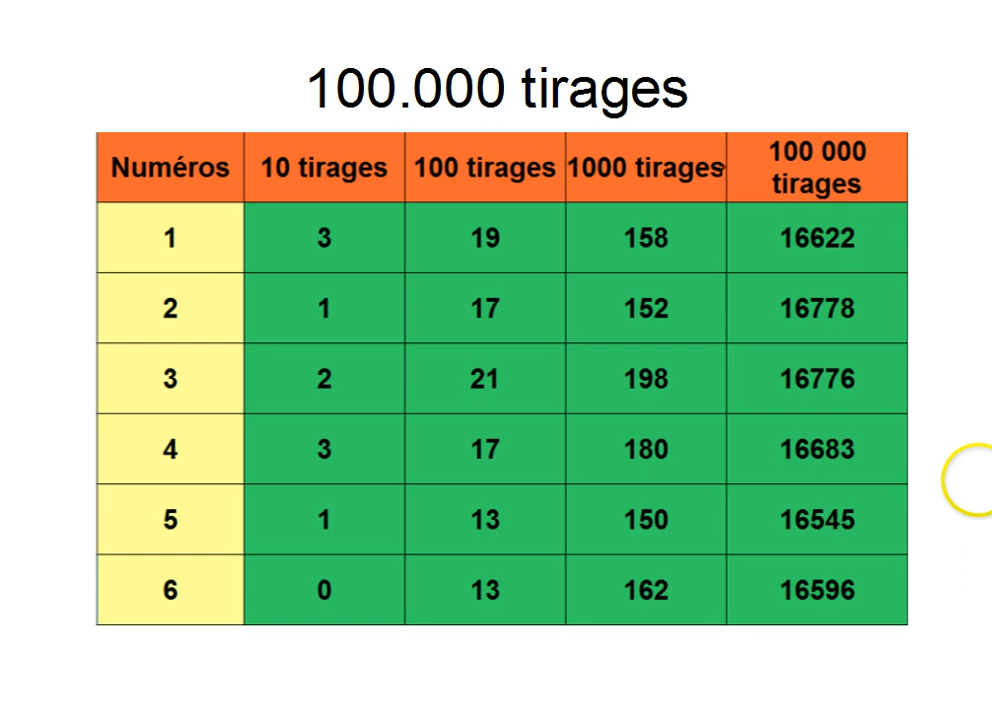 100.000 tirages
Numéros 10 tirages 100 tirages 1000 tirages 100 000 tirages
1 3 19 158 16622
2 1 17 152 16778
3 2 21 198 16776
4 3 17 180 16683
5 1 13 150 16545
6 0 13 162 16596